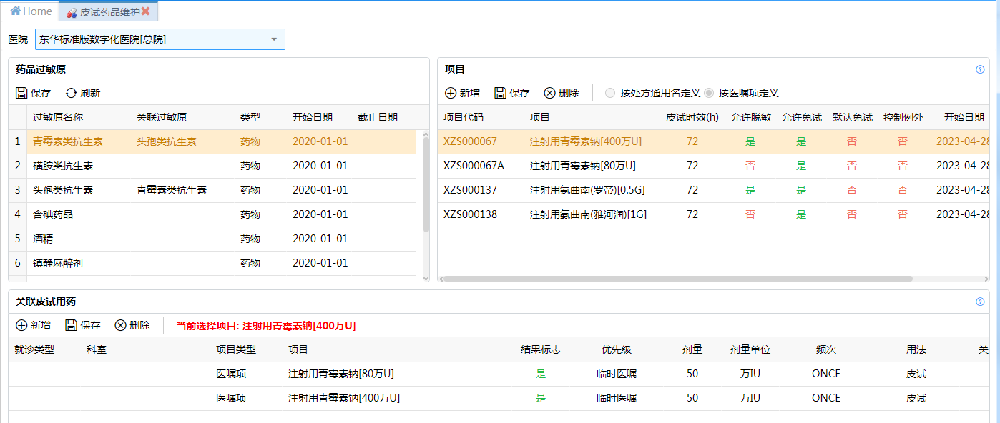 Home 皮试药品维护
医院 东华标准版数字化医院[总院]
药品过敏原
保存 刷新
过敏原名称 关联过敏原 类型 开始日期 截止日期
1 青霉素类抗生素 头孢类抗生素 药物 2020-01-01
2 磺胺类抗生素 药物 2020-01-01
3 头孢类抗生素 青霉素类抗生素 药物 2020-01-01
4 含碘药品 药物 2020-01-01
5 酒精 药物 2020-01-01
6 镇静麻醉剂 药物 2020-01-01
项目
新增 保存 删除 按处方通用名定义 按医嘱项定义
项目代码 项目 皮试时效(h) 允许脱敏 允许免试 默认免试 控制例外 开始日期
XZS000067 注射用青霉素钠[400万U] 72 是 是 否 否 2023-04-28
XZS000067A 注射用青霉素钠[80万U] 72 否 是 否 否 2023-04-28
XZS000137 注射用氨曲南(罗帝)[0.5G] 72 是 是 否 否 2023-04-28
XZS000138 注射用氨曲南(雅河润)[1G] 72 否 是 否 否 2023-04-28
关联皮试用药
新增 保存 删除 当前选择项目: 注射用青霉素钠[400万U]
就诊类型 科室 项目类型 项目 结果标志 优先级 剂量 剂量单位 频次 用法 关
医嘱项 注射用青霉素钠[80万U] 是 临时医嘱 50 万IU ONCE 皮试
医嘱项 注射用青霉素钠[400万U] 是 临时医嘱 50 万IU ONCE 皮试